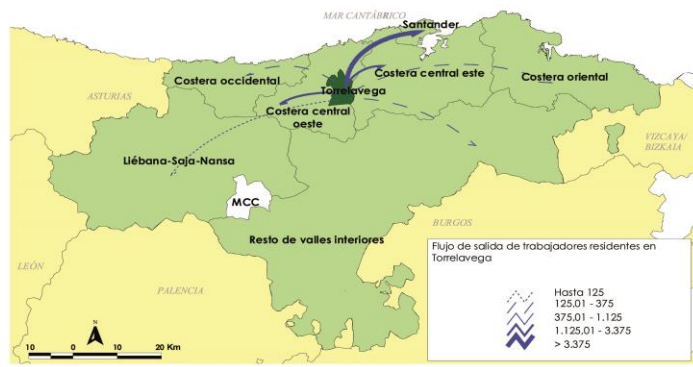 MAR CANTÁBRICO
Santander
Costera occidental
Costera central este
Costera oriental
ASTURIAS
Torrelavega
Costera central
oeste
VIZCAYA/
BIZKAIA
Llébana-Saja-Nansa
MCC
BURGOS
Resto de valles interiores
LEÓN
PALENCIA
Flujo de salida de trabajadores residentes en
Torrelavega
Hasta 125
125,01 - 375
375,01 - 1.125
1.125,01 - 3.375
> 3.375
N
10 0 10 20 Km